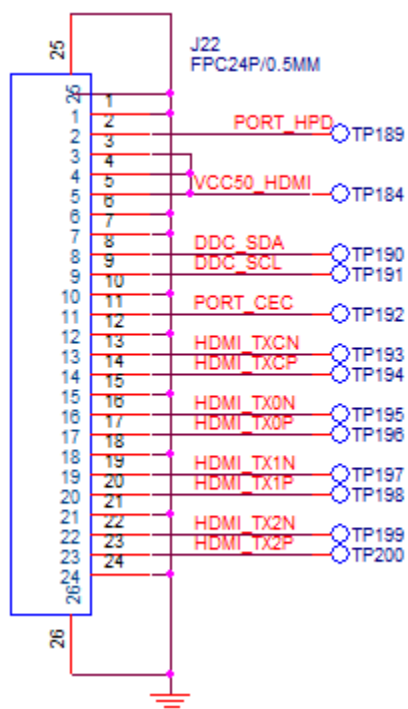 J22
FPC24P/0.5MM
25
25
1 1
2 2 PORT_HPD TP189
3 3
4 4
5 5 VCC50_HDMI TP184
6 6
7 7
8 8 DDC_SDA TP190
9 9 DDC_SCL TP191
10 10
11 11 PORT_CEC TP192
12 12
13 13 HDMI_TXCN TP193
14 14 HDMI_TXCP TP194
15 15
16 16 HDMI_TX0N TP195
17 17 HDMI_TX0P TP196
18 18
19 19 HDMI_TX1N TP197
20 20 HDMI_TX1P TP198
21 21
22 22 HDMI_TX2N TP199
23 23 HDMI_TX2P TP200
24 24
26
26